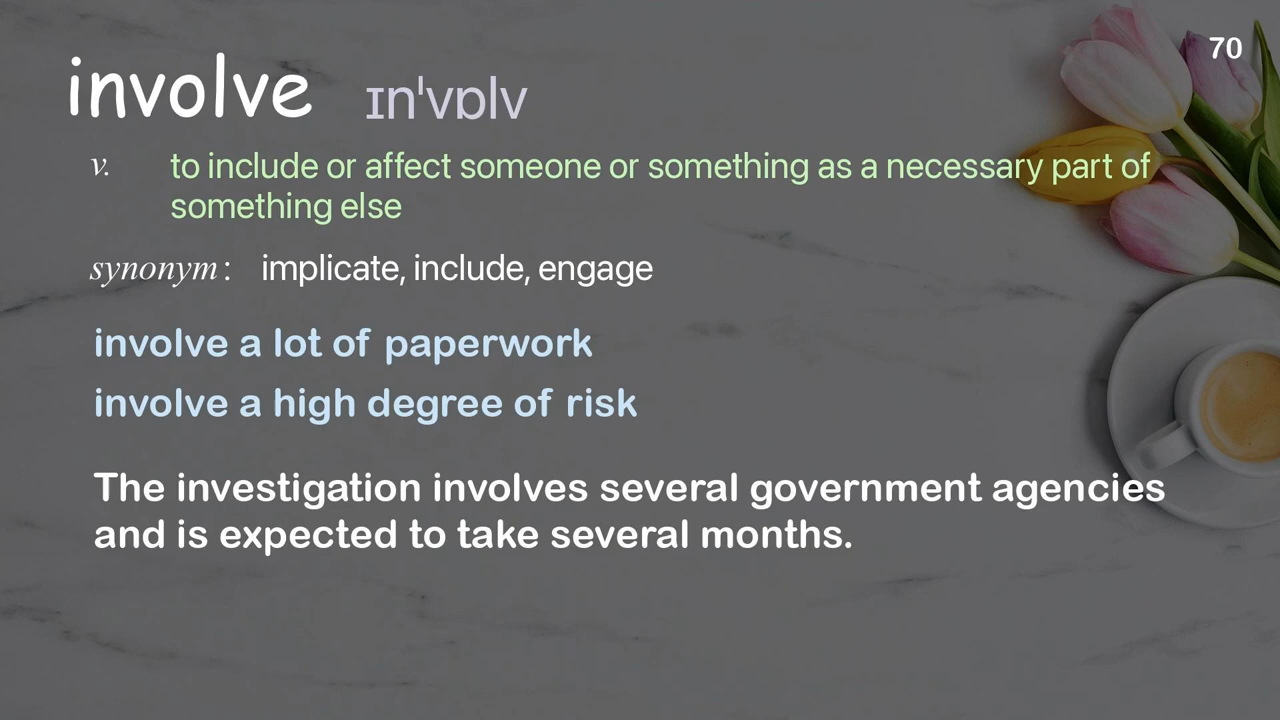 70
involve ɪnˈvɒlv
v. to include or affect someone or something as a necessary part of
something else
synonym: implicate, include, engage
involve a lot of paperwork
involve a high degree of risk
The investigation involves several government agencies
and is expected to take several months.